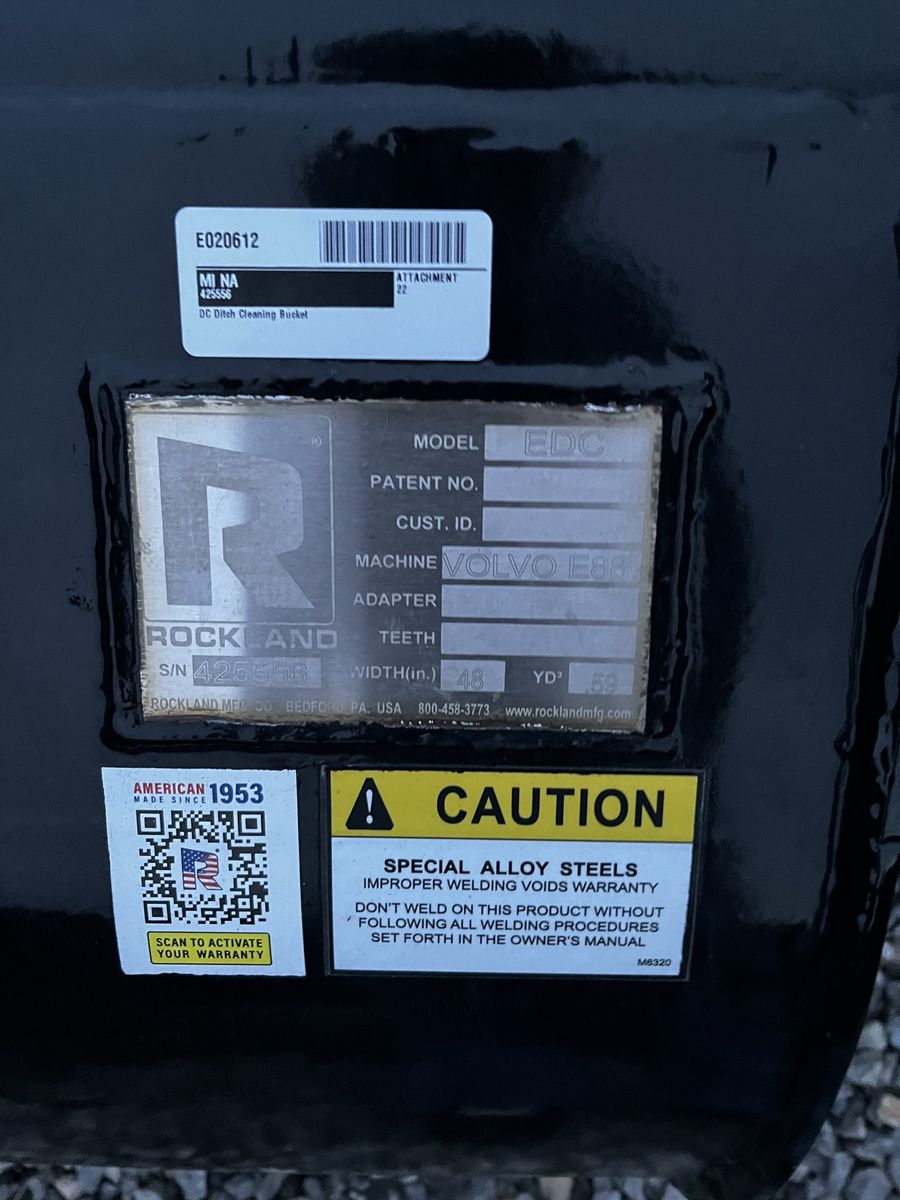 E020612
MI NA
425556
ATTACHMENT
22
DC Ditch Cleaning Bucket
R
®
ROCKLAND
MODEL EDC
PATENT NO.
CUST. ID.
MACHINE VOLVO E88
ADAPTER
TEETH
S/N 425556
WIDTH(in.) 48 YD³ .59
ROCKLAND MFG. CO. BEDFORD, PA. USA 800-458-3773 www.rocklandmfg.com
AMERICAN
MADE SINCE 1953
R
SCAN TO ACTIVATE
YOUR WARRANTY
! CAUTION
SPECIAL ALLOY STEELS
IMPROPER WELDING VOIDS WARRANTY
DON'T WELD ON THIS PRODUCT WITHOUT
FOLLOWING ALL WELDING PROCEDURES
SET FORTH IN THE OWNER'S MANUAL
M6320